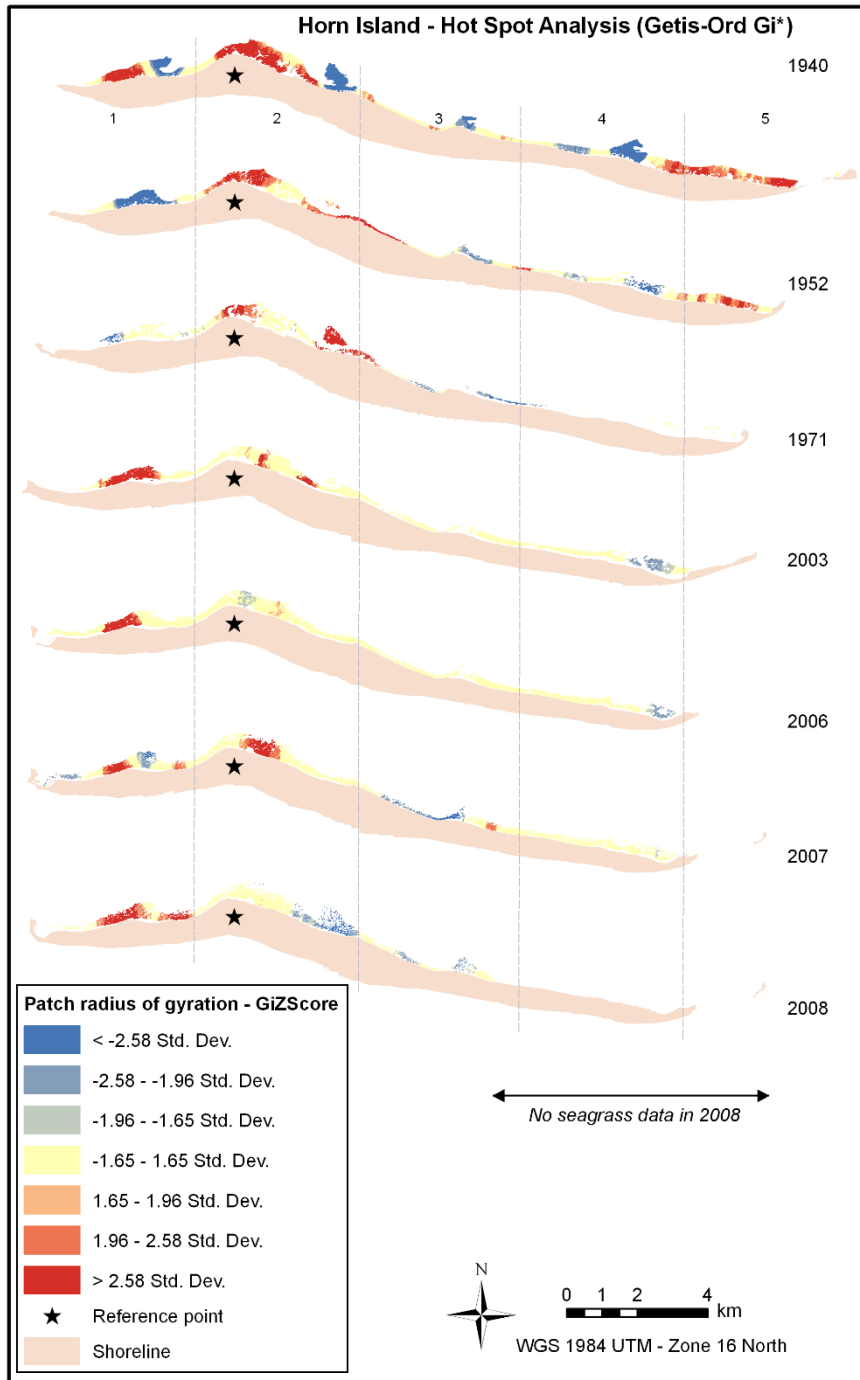 Horn Island - Hot Spot Analysis (Getis-Ord Gi*)
1940
1 2 3 4 5
1952
1971
2003
2006
2007
2008
Patch radius of gyration - GiZScore
< -2.58 Std. Dev.
-2.58 - -1.96 Std. Dev.
-1.96 - -1.65 Std. Dev.
-1.65 - 1.65 Std. Dev.
1.65 - 1.96 Std. Dev.
1.96 - 2.58 Std. Dev.
> 2.58 Std. Dev.
Reference point
Shoreline
No seagrass data in 2008
N
0 1 2 4
km
WGS 1984 UTM - Zone 16 North